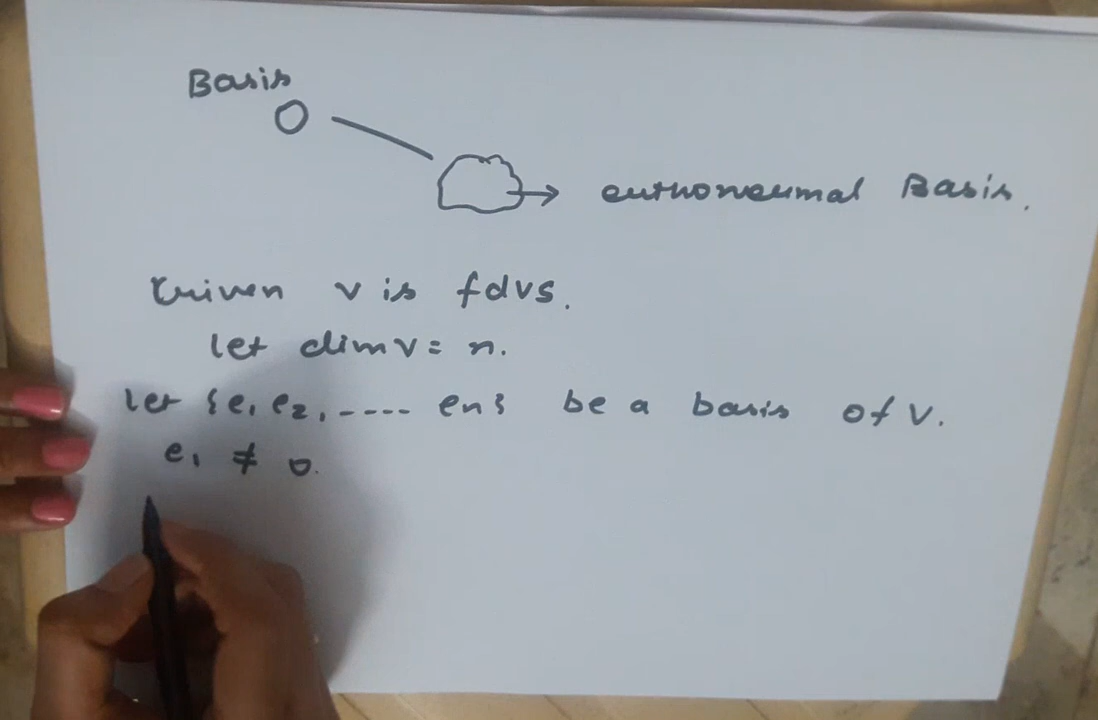 Basis
orthonormal Basis.
Given v is fdvs.
let dim v = n.
let {e₁ e₂, ---- en} be a basis of v.
e₁ ≠ 0.